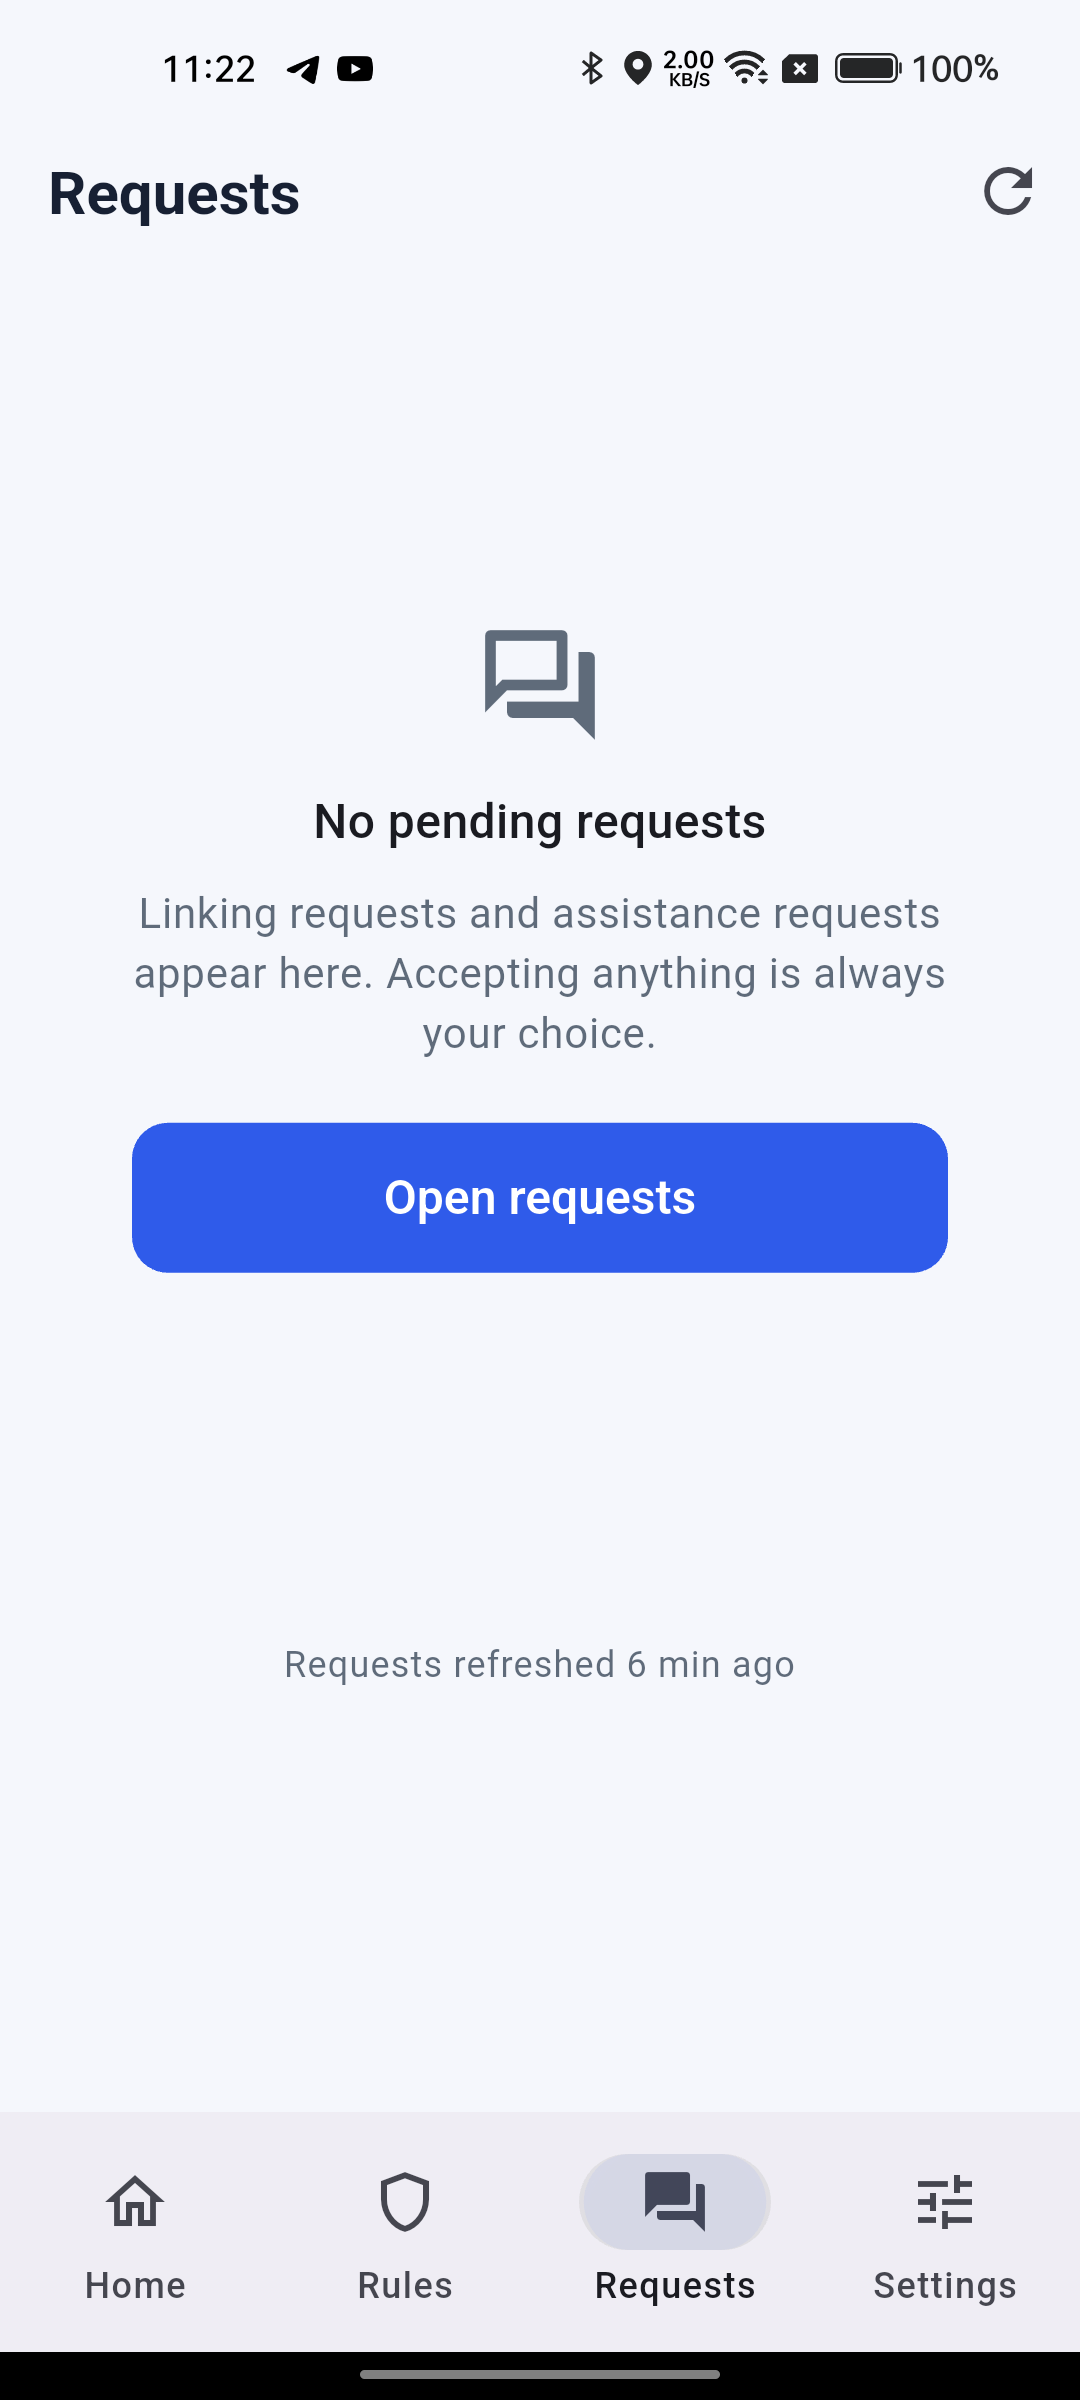 11:22
2.00
KB/S
100%
Requests
No pending requests
Linking requests and assistance requests
appear here. Accepting anything is always
your choice.
Open requests
Requests refreshed 6 min ago
Home
Rules
Requests
Settings